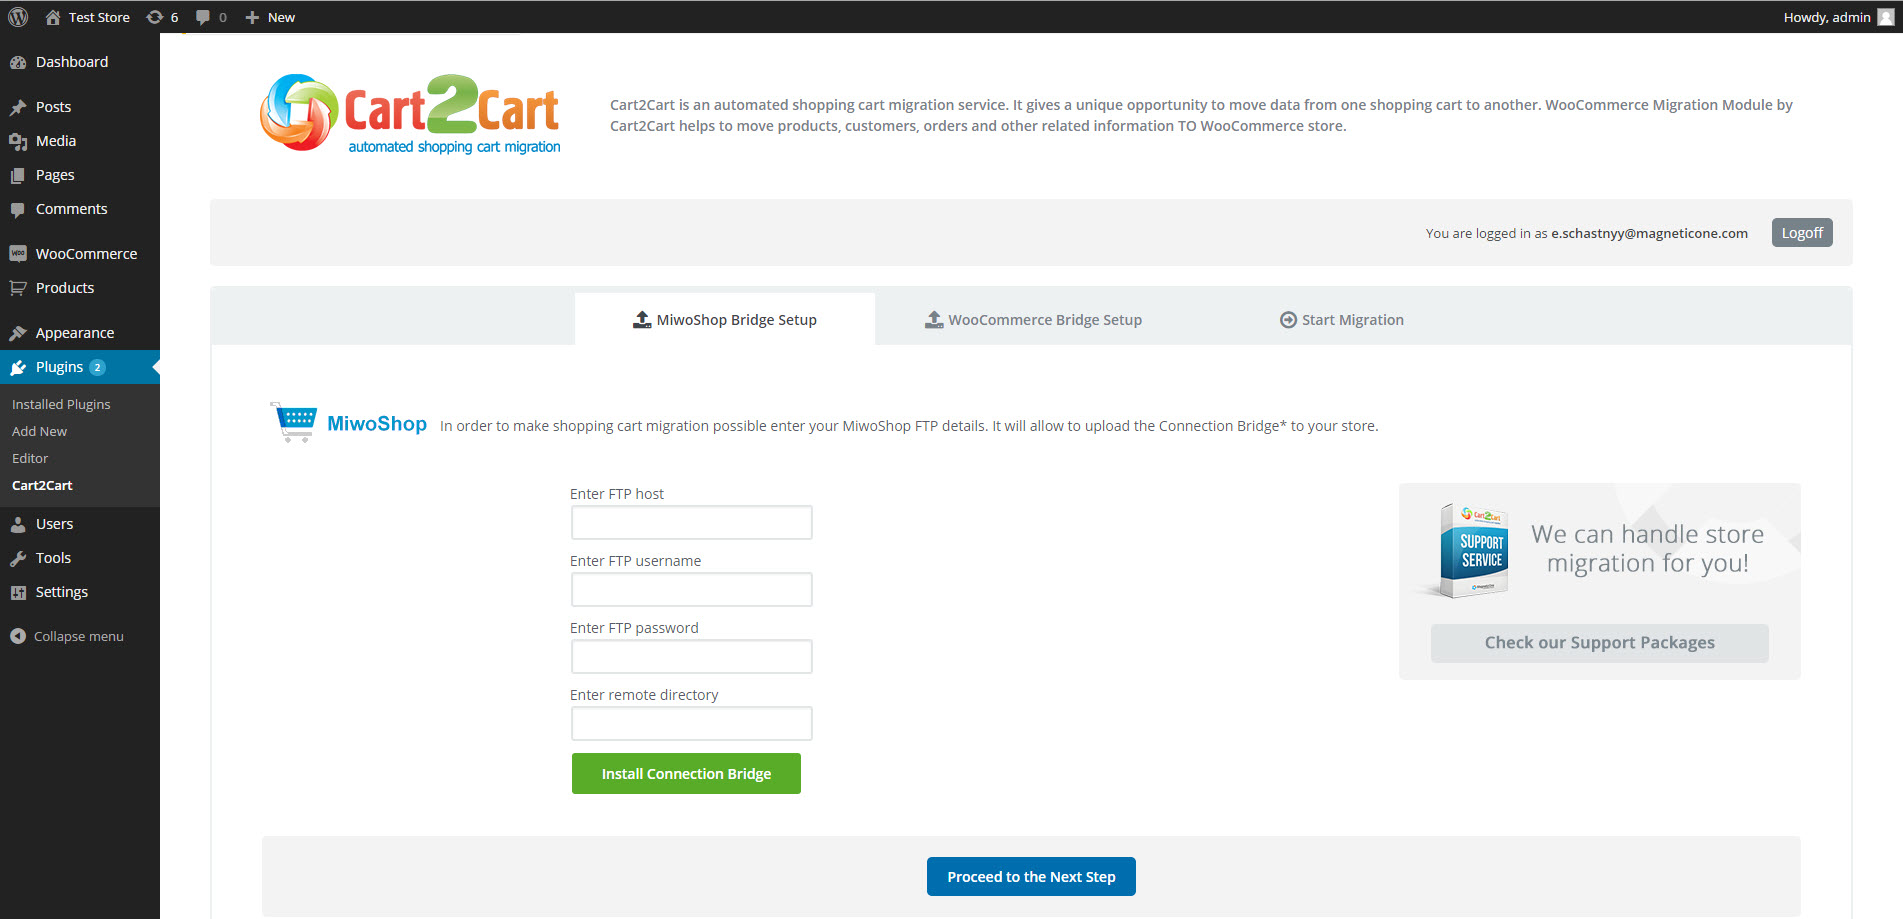 Test Store 6 0 New Howdy, admin
Dashboard
Posts
Media
Pages
Comments
WooCommerce
Products
Appearance
Plugins 2
Installed Plugins
Add New
Editor
Cart2Cart
Users
Tools
Settings
Collapse menu
Cart2Cart
automated shopping cart migration
Cart2Cart is an automated shopping cart migration service. It gives a unique opportunity to move data from one shopping cart to another. WooCommerce Migration Module by
Cart2Cart helps to move products, customers, orders and other related information TO WooCommerce store.
You are logged in as e.schastnyy@magneticone.com Logoff
MiwoShop Bridge Setup WooCommerce Bridge Setup Start Migration
MiwoShop In order to make shopping cart migration possible enter your MiwoShop FTP details. It will allow to upload the Connection Bridge* to your store.
Enter FTP host
Enter FTP username
Enter FTP password
Enter remote directory
Install Connection Bridge
Cart2Cart
SUPPORT
SERVICE
We can handle store
migration for you!
Check our Support Packages
Proceed to the Next Step